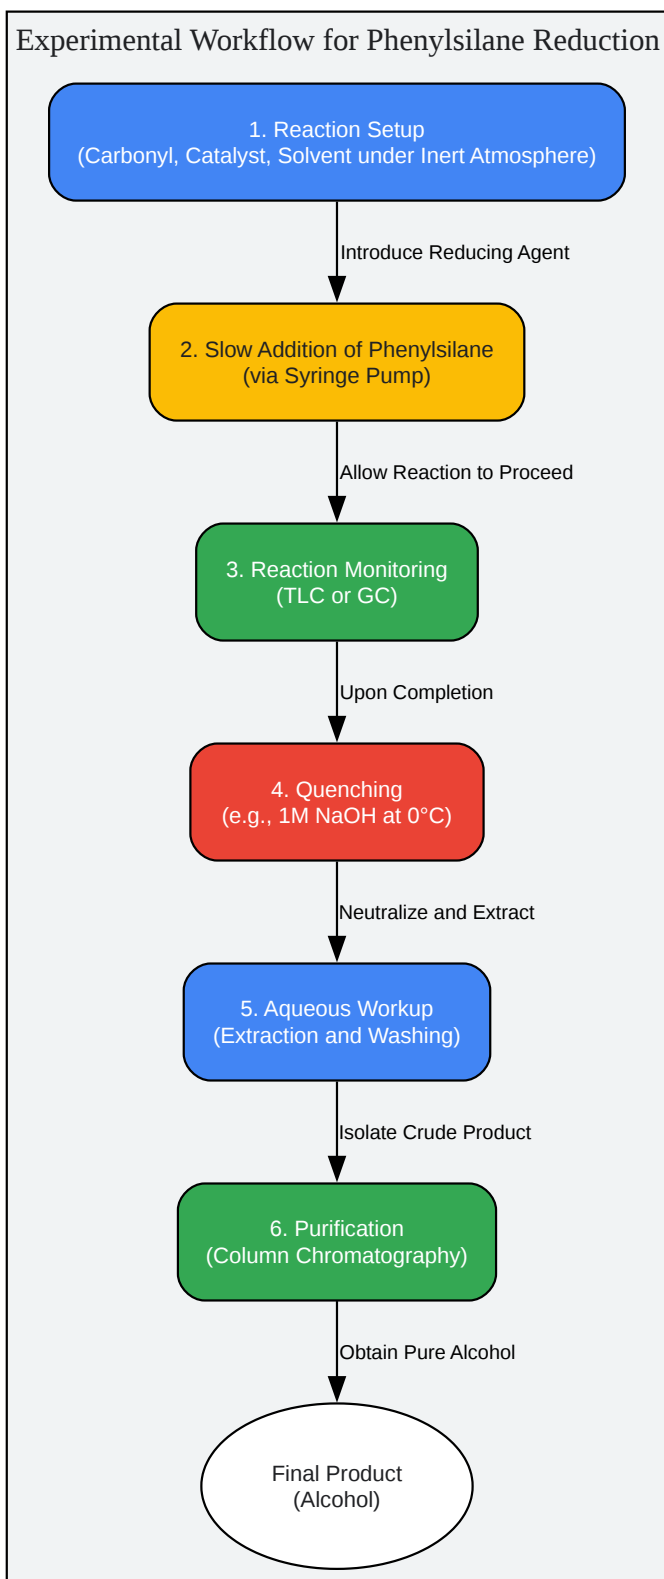 Experimental Workflow for Phenylsilane Reduction
1. Reaction Setup
(Carbonyl, Catalyst, Solvent under Inert Atmosphere)
Introduce Reducing Agent
2. Slow Addition of Phenylsilane
(via Syringe Pump)
Allow Reaction to Proceed
3. Reaction Monitoring
(TLC or GC)
Upon Completion
4. Quenching
(e.g., 1M NaOH at 0°C)
Neutralize and Extract
5. Aqueous Workup
(Extraction and Washing)
Isolate Crude Product
6. Purification
(Column Chromatography)
Obtain Pure Alcohol
Final Product
(Alcohol)